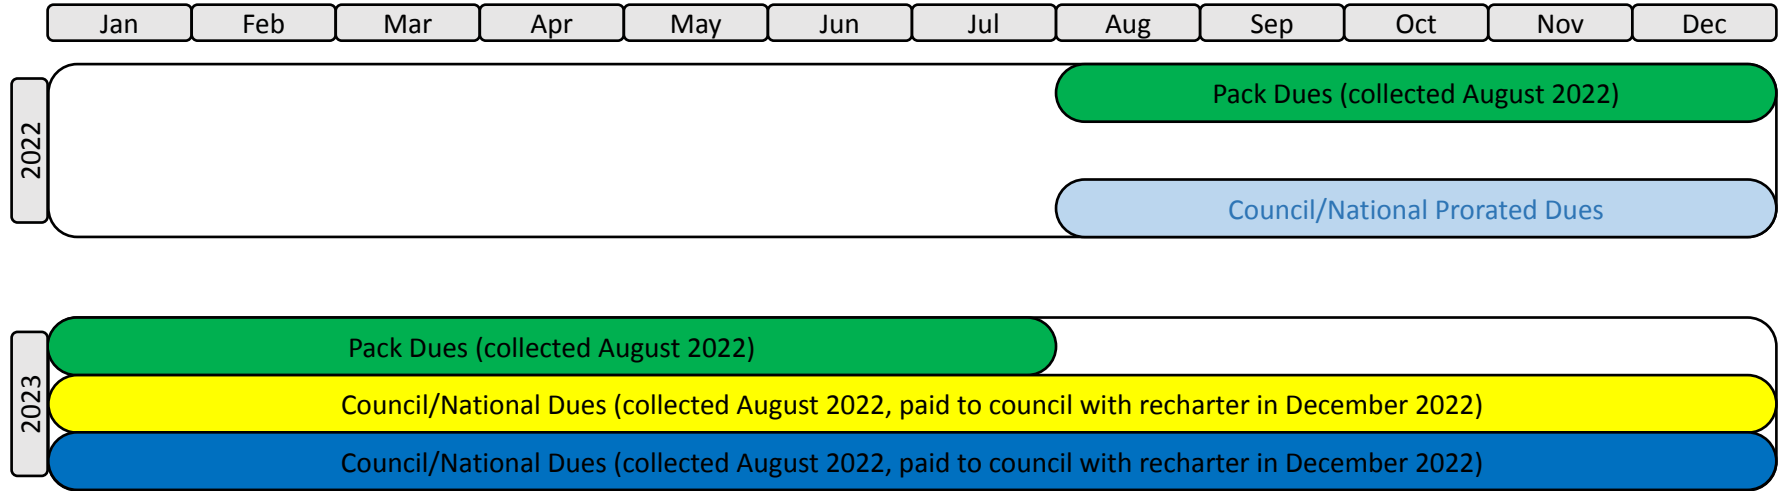 Jan Feb Mar Apr May Jun Jul Aug Sep Oct Nov Dec
2022
Pack Dues (collected August 2022)
Council/National Prorated Dues
2023
Pack Dues (collected August 2022)
Council/National Dues (collected August 2022, paid to council with recharter in December 2022)
Council/National Dues (collected August 2022, paid to council with recharter in December 2022)